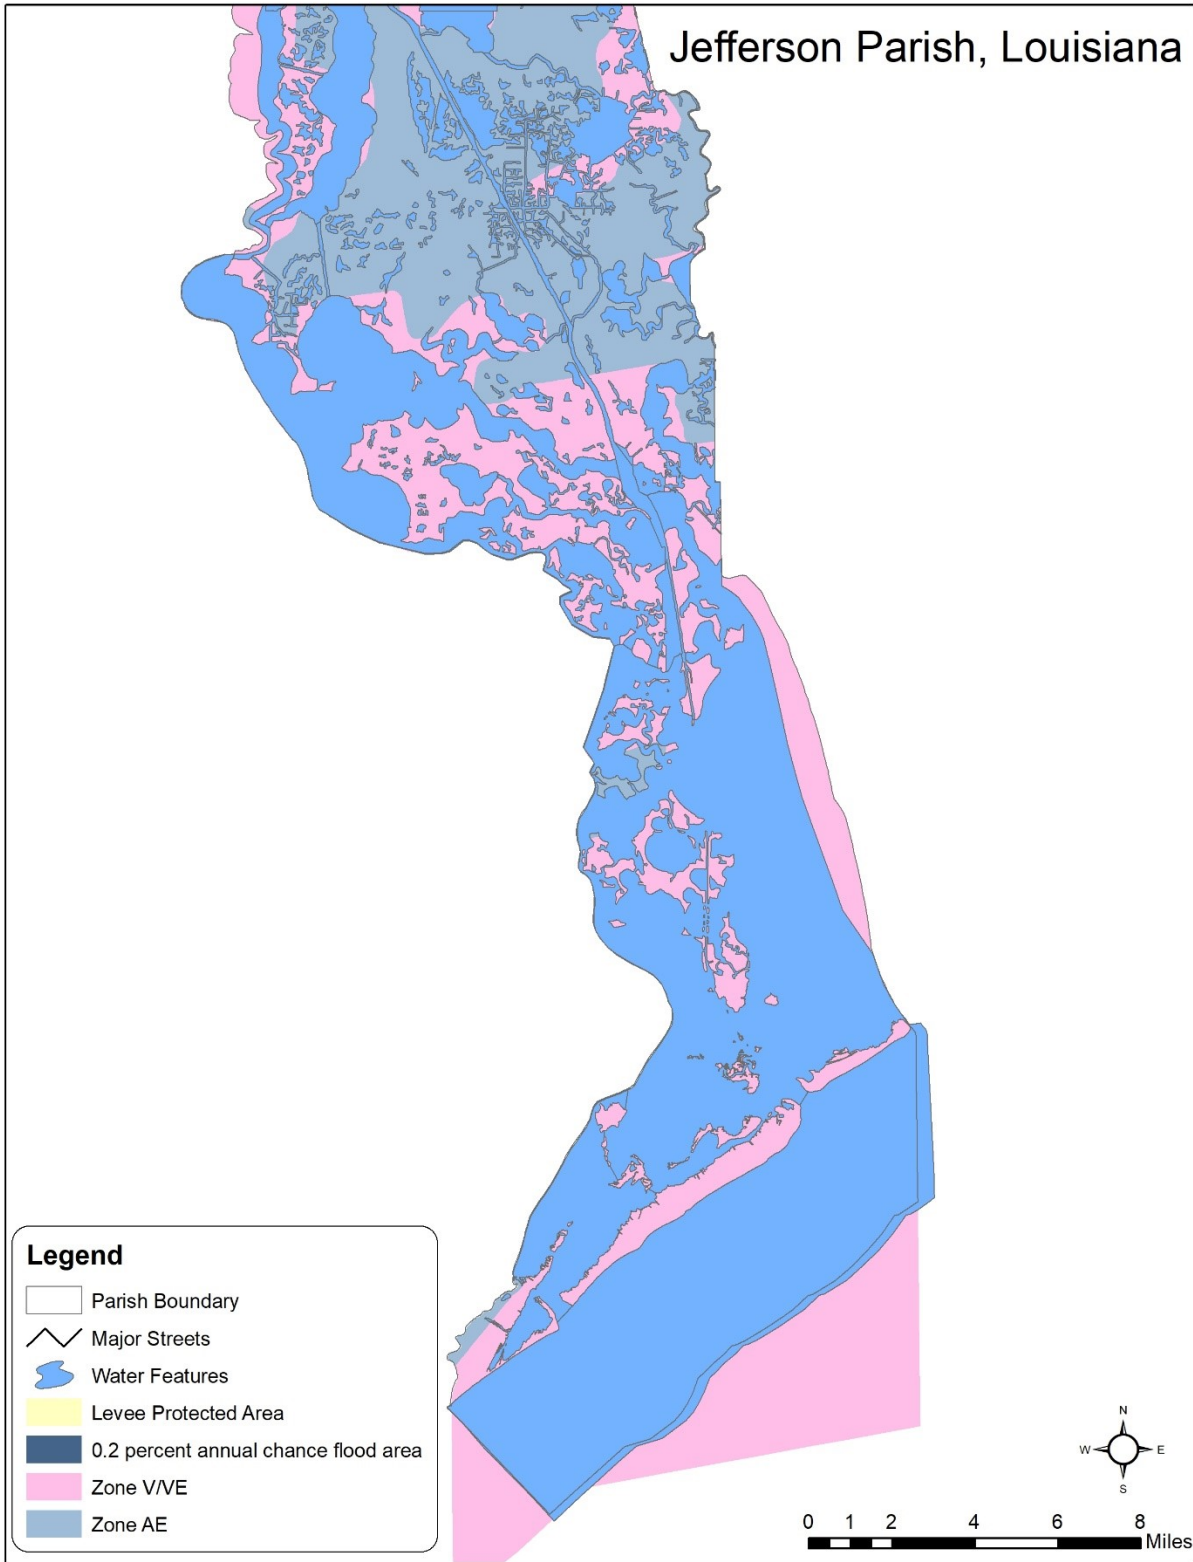 Jefferson Parish, Louisiana
Legend
Parish Boundary
Major Streets
Water Features
Levee Protected Area
0.2 percent annual chance flood area
Zone V/VE
Zone AE
N
W E
S
0 1 2 4 6 8
Miles